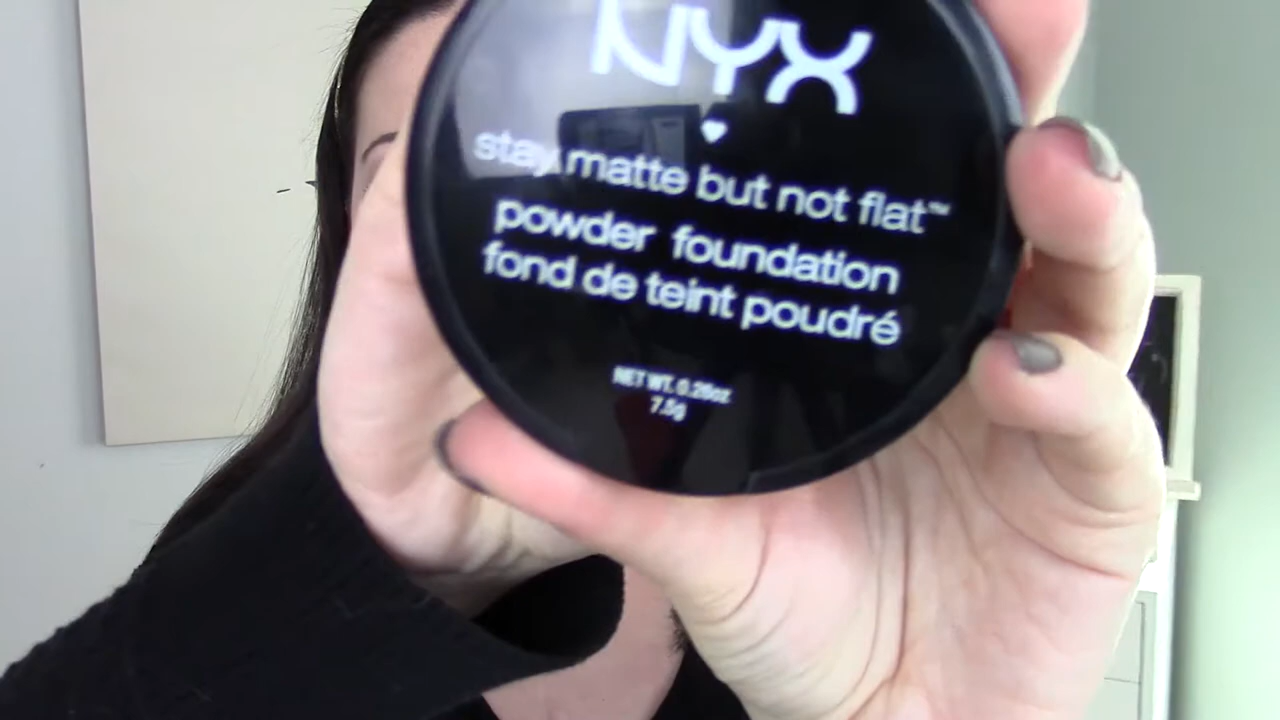 NYX
stay matte but not flat™
powder foundation
fond de teint poudré
NET WT. 0.26oz
7.5g